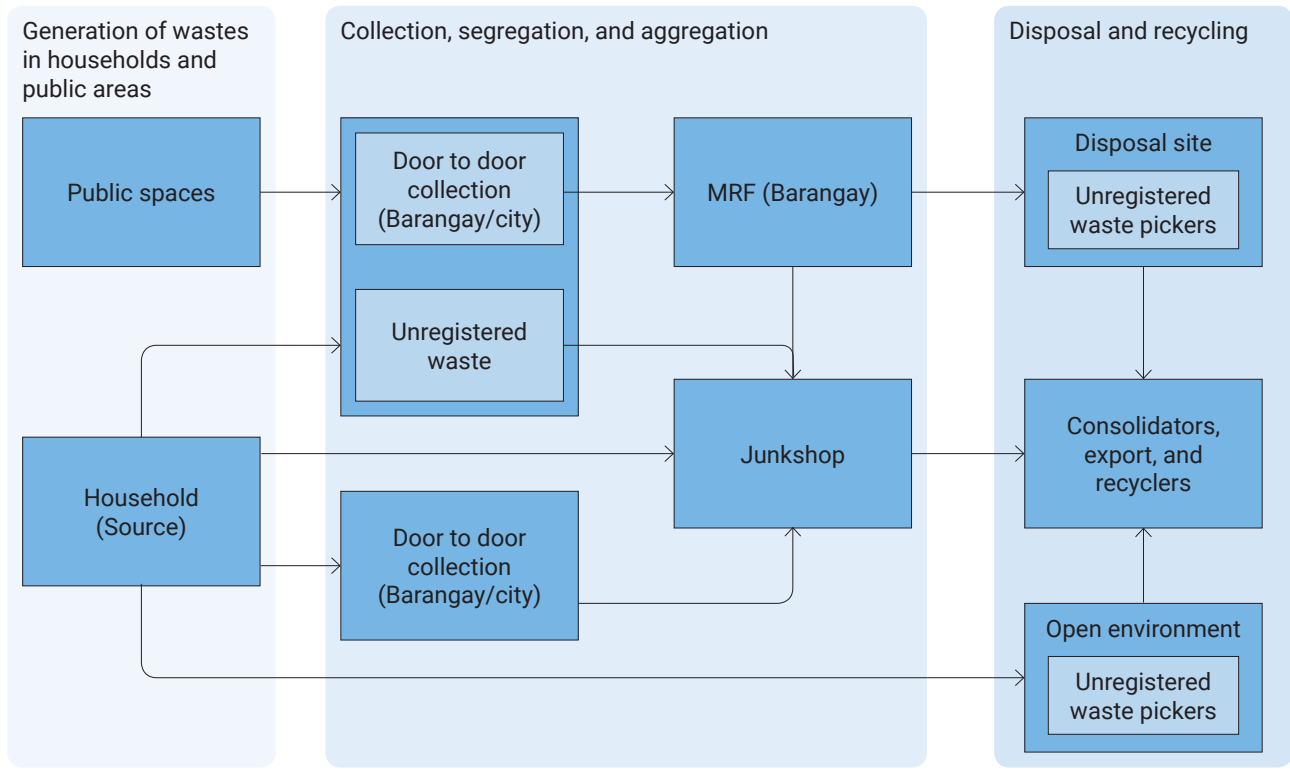 Generation of wastes
in households and
public areas
Public spaces
Household
(Source)
Collection, segregation, and aggregation
Door to door
collection
(Barangay/city)
Unregistered
waste
Door to door
collection
(Barangay/city)
MRF (Barangay)
Junkshop
Disposal and recycling
Disposal site
Unregistered
waste pickers
Consolidators,
export, and
recyclers
Open environment
Unregistered
waste pickers